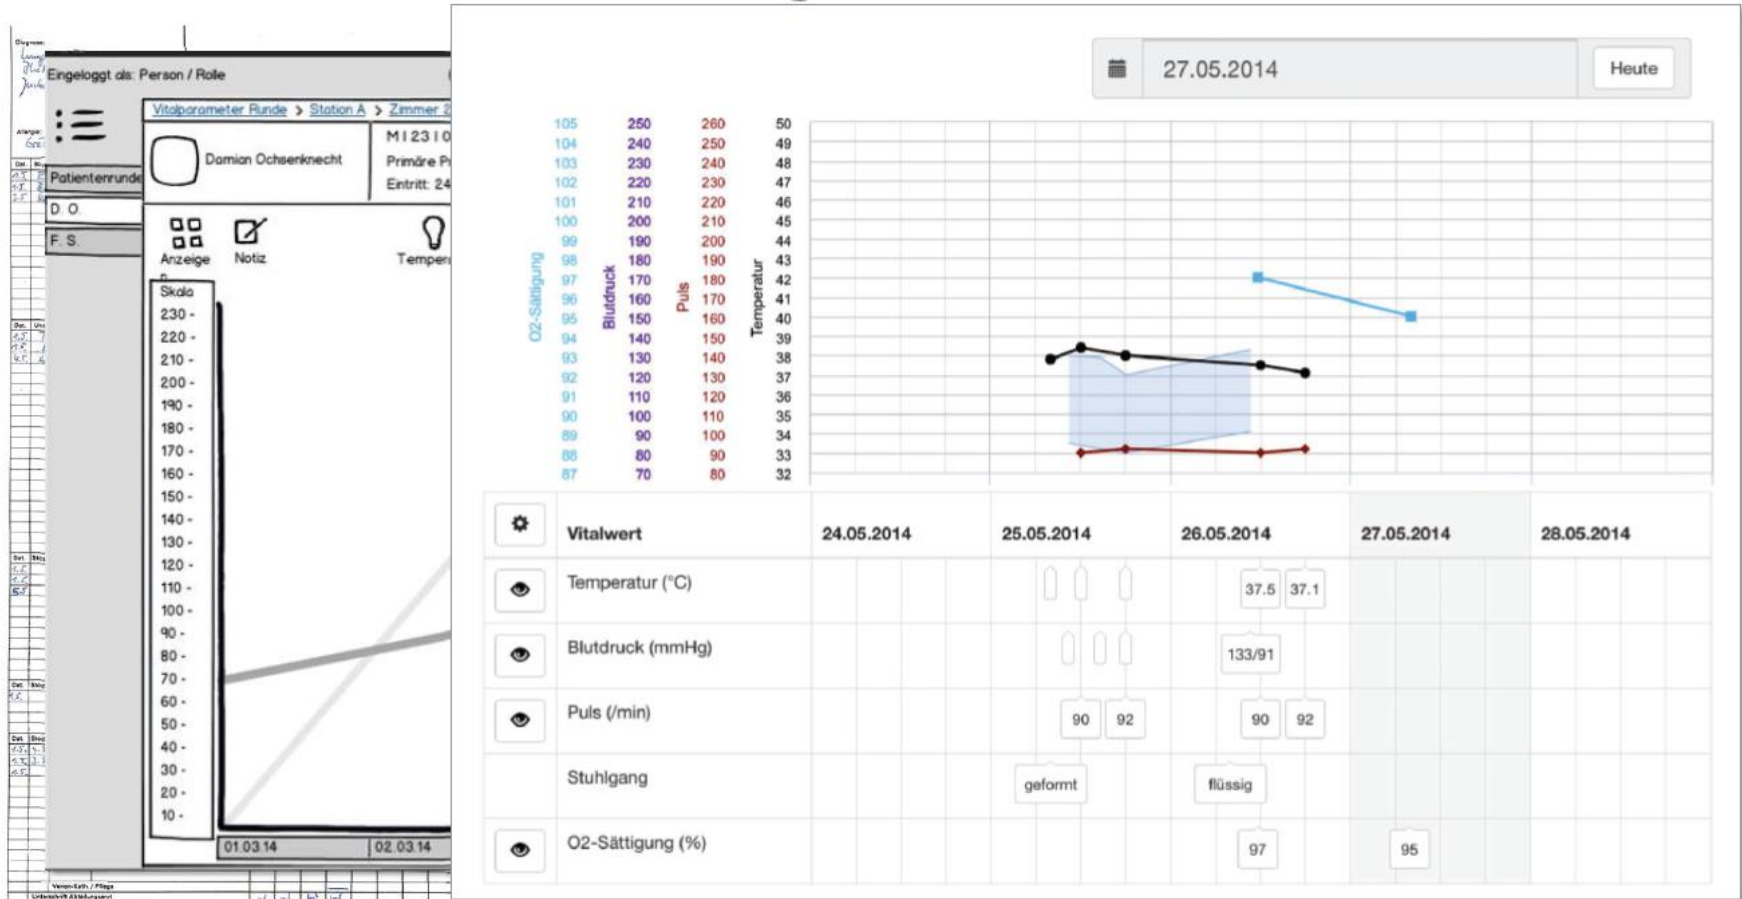 Diagnose
Allergie:
Eingeloggt als: Person / Rolle
Vitalparameter Runde > Station A > Zimmer 2
Damian Ochsenknecht
M I 23 I 0
Primäre Pr
Eintritt: 24
Patientenrunde
D. O.
F. S.
Anzeige
n
Notiz
Temper
Skala
230 -
220 -
210 -
200 -
190 -
180 -
170 -
160 -
150 -
140 -
130 -
120 -
110 -
100 -
90 -
80 -
70 -
60 -
50 -
40 -
30 -
20 -
10 -
01.03.14 02.03.14
27.05.2014 Heute
O2-Sättigung Blutdruck Puls Temperatur
105 250 260 50
104 240 250 49
103 230 240 48
102 220 230 47
101 210 220 46
100 200 210 45
99 190 200 44
98 180 190 43
97 170 180 42
96 160 170 41
95 150 160 40
94 140 150 39
93 130 140 38
92 120 130 37
91 110 120 36
90 100 110 35
89 90 100 34
88 80 90 33
87 70 80 32
Vitalwert 24.05.2014 25.05.2014 26.05.2014 27.05.2014 28.05.2014
Temperatur (°C) 37.5 37.1
Blutdruck (mmHg) 133/91
Puls (/min) 90 92 90 92
Stuhlgang geformt flüssig
O2-Sättigung (%) 97 95